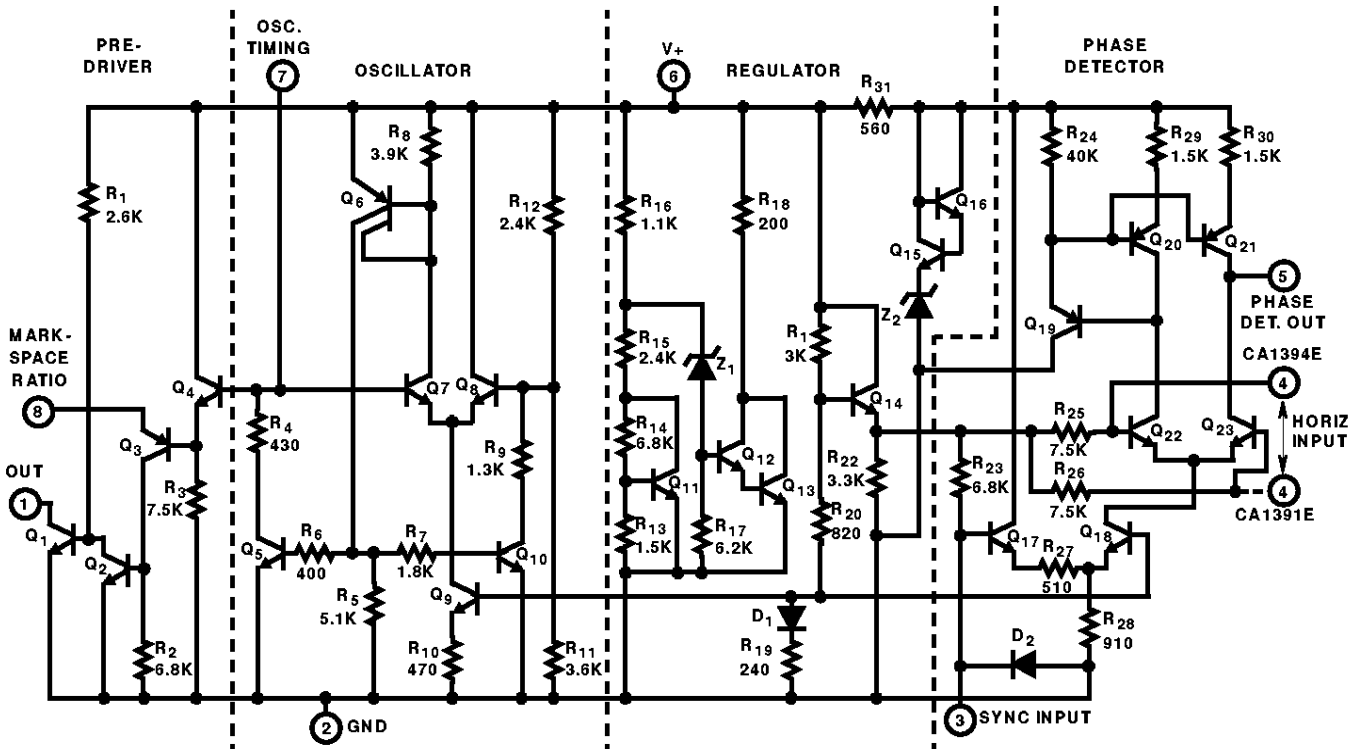 PRE-
DRIVER
OSC.
TIMING
7
OSCILLATOR
V+
6
REGULATOR
PHASE
DETECTOR
R1
2.6K
R8
3.9K
Q6
R12
2.4K
R16
1.1K
R18
200
R31
560
Q16
Q15
Z2
R24
40K
R29
1.5K
R30
1.5K
Q20
Q21
5
PHASE
DET. OUT
Q19
MARK-
SPACE
RATIO
8
Q4
Q7
Q8
R15
2.4K
Z1
R1
3K
Q14
CA1394E
4
HORIZ
INPUT
4
CA1391E
Q3
R4
430
R9
1.3K
R14
6.8K
Q11
Q12
Q13
R22
3.3K
R23
6.8K
R25
7.5K
R26
7.5K
Q22
Q23
OUT
1
Q1
Q2
R3
7.5K
Q5
R6
400
R7
1.8K
Q10
R13
1.5K
R17
6.2K
R20
820
Q17
R27
510
Q18
R5
5.1K
Q9
R2
6.8K
R10
470
R11
3.6K
D1
R19
240
D2
R28
910
2
GND
3
SYNC INPUT